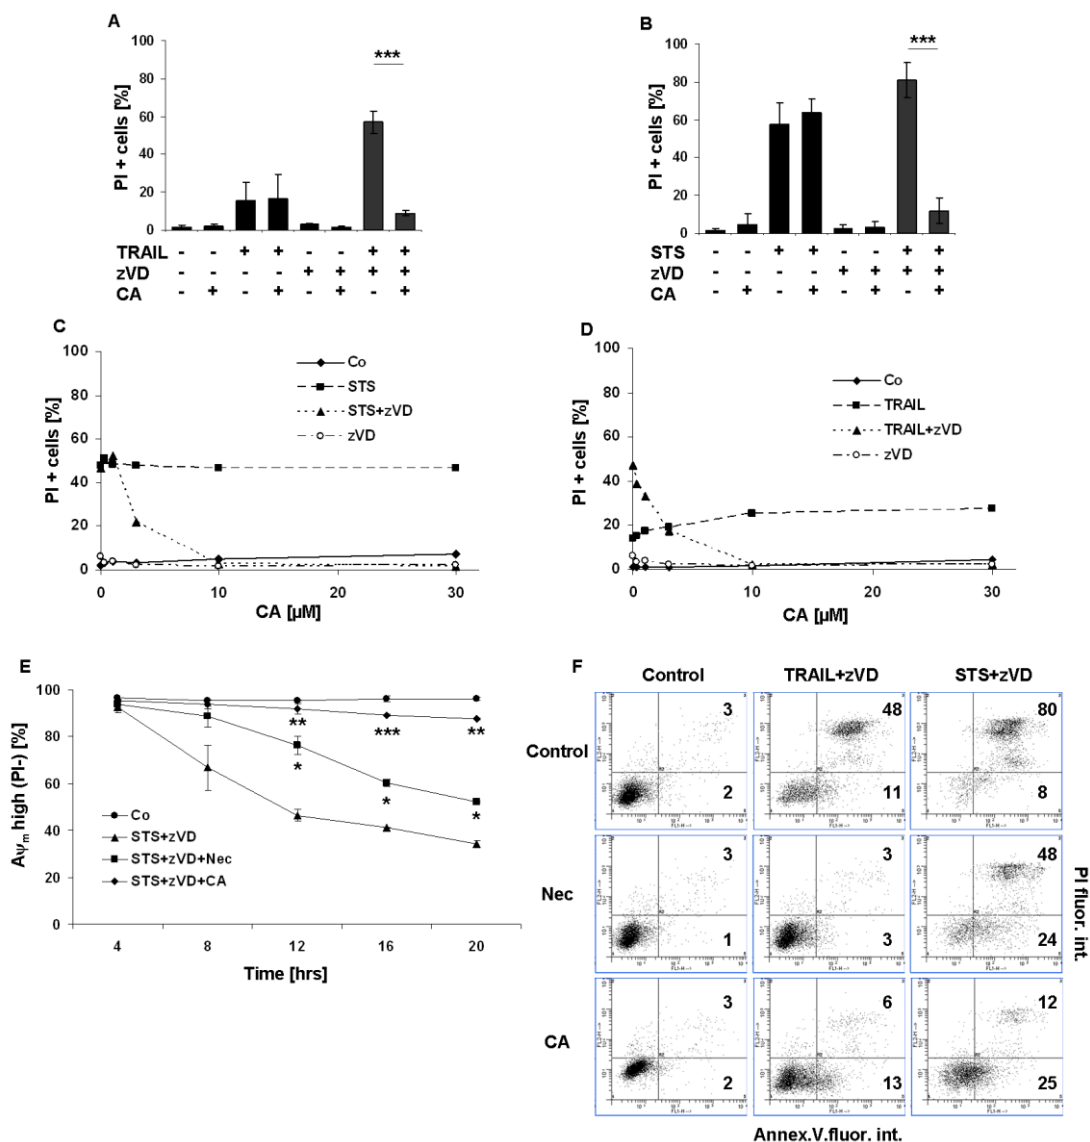 A
PI + cells [%]
100
80
60
40
20
0
***
TRAIL - - + + - - + +
zVD - - - - + + + +
CA - + - + - + - +
B
PI + cells [%]
100
80
60
40
20
0
***
STS - - + + - - + +
zVD - - - - + + + +
CA - + - + - + - +
C
PI + cells [%]
100
80
60
40
20
0
Co
STS
STS+zVD
zVD
0 10 20 30
CA [µM]
D
PI + cells [%]
100
80
60
40
20
0
Co
TRAIL
TRAIL+zVD
zVD
0 10 20 30
CA [µM]
E
Aψm high (PI-) [%]
100
80
60
40
20
0
** *** **
* * *
Co
STS+zVD
STS+zVD+Nec
STS+zVD+CA
4 8 12 16 20
Time [hrs]
F
Control TRAIL+zVD STS+zVD
Control
3 48 80
2 11 8
Nec
3 3 48
1 3 24
CA
3 6 12
2 13 25
PI fluor. int.
Annex.V.fluor. int.